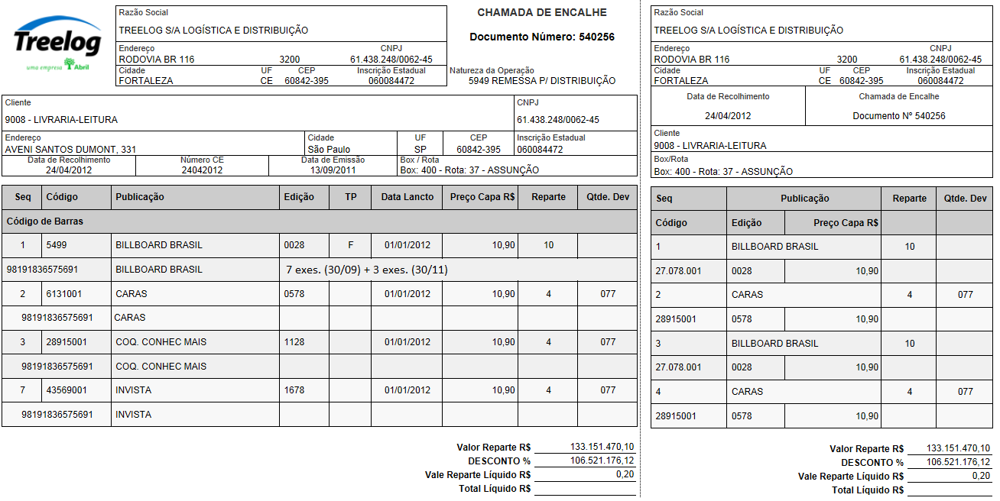 Treelog
uma empresa Abril
Razão Social
TREELOG S/A LOGÍSTICA E DISTRIBUIÇÃO
Endereço CNPJ
RODOVIA BR 116 3200 61.438.248/0062-45
Cidade UF CEP Inscrição Estadual
FORTALEZA CE 60842-395 060084472
CHAMADA DE ENCALHE
Documento Número: 540256
Natureza da Operação
5949 REMESSA P/ DISTRIBUIÇÃO
Cliente CNPJ
9008 - LIVRARIA-LEITURA 61.438.248/0062-45
Endereço Cidade UF CEP Inscrição Estadual
AVENI SANTOS DUMONT, 331 São Paulo SP 60842-395 060084472
Data de Recolhimento Número CE Data de Emissão Box / Rota
24/04/2012 24042012 13/09/2011 Box: 400 - Rota: 37 - ASSUNÇÃO
Seq Código Publicação Edição TP Data Lancto Preço Capa R$ Reparte Qtde. Dev
Código de Barras
1 5499 BILLBOARD BRASIL 0028 F 01/01/2012 10,90 10
98191836575691 BILLBOARD BRASIL 7 exes. (30/09) + 3 exes. (30/11)
2 6131001 CARAS 0578 01/01/2012 10,90 4 077
98191836575691 CARAS
3 28915001 COQ. CONHEC MAIS 1128 01/01/2012 10,90 4 077
98191836575691 COQ. CONHEC MAIS
7 43569001 INVISTA 1678 01/01/2012 10,90 4 077
98191836575691 INVISTA
Valor Reparte R$ 133.151.470,10
DESCONTO % 106.521.176,12
Vale Reparte Líquido R$ 0,20
Total Líquido R$
Razão Social
TREELOG S/A LOGÍSTICA E DISTRIBUIÇÃO
Endereço CNPJ
RODOVIA BR 116 3200 61.438.248/0062-45
Cidade UF CEP Inscrição Estadual
FORTALEZA CE 60842-395 060084472
Data de Recolhimento Chamada de Encalhe
24/04/2012 Documento Nº 540256
Cliente
9008 - LIVRARIA-LEITURA
Box/Rota
Box: 400 - Rota: 37 - ASSUNÇÃO
Seq Publicação Reparte Qtde. Dev
Código Edição Preço Capa R$
1 BILLBOARD BRASIL 10
27.078.001 0028 10,90
2 CARAS 4 077
28915001 0578 10,90
3 BILLBOARD BRASIL 10
27.078.001 0028 10,90
4 CARAS 4 077
28915001 0578 10,90
Valor Reparte R$ 133.151.470,10
DESCONTO % 106.521.176,12
Vale Reparte Líquido R$ 0,20
Total Líquido R$